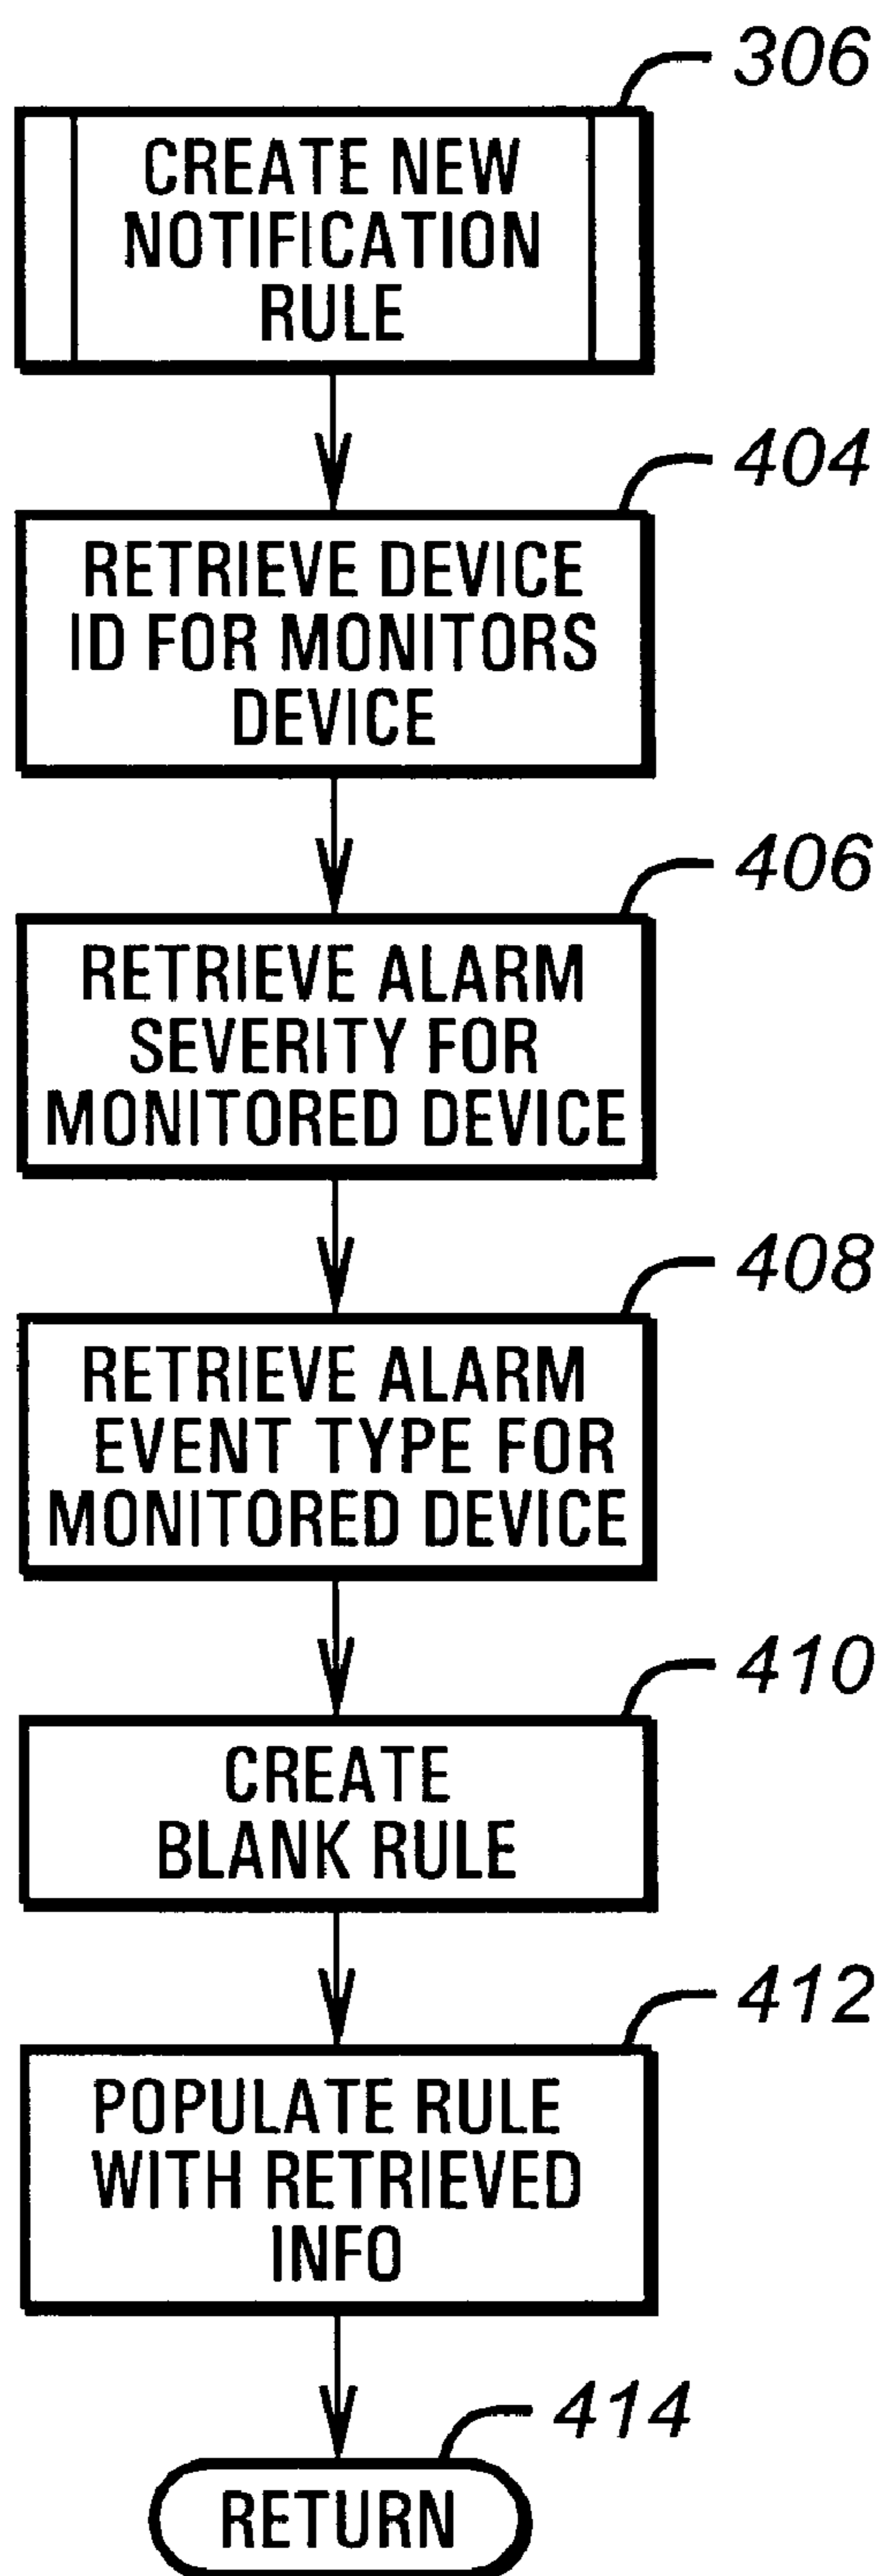 306
CREATE NEW
NOTIFICATION
RULE
404
RETRIEVE DEVICE
ID FOR MONITORS
DEVICE
406
RETRIEVE ALARM
SEVERITY FOR
MONITORED DEVICE
408
RETRIEVE ALARM
EVENT TYPE FOR
MONITORED DEVICE
410
CREATE
BLANK RULE
412
POPULATE RULE
WITH RETRIEVED
INFO
414
RETURN